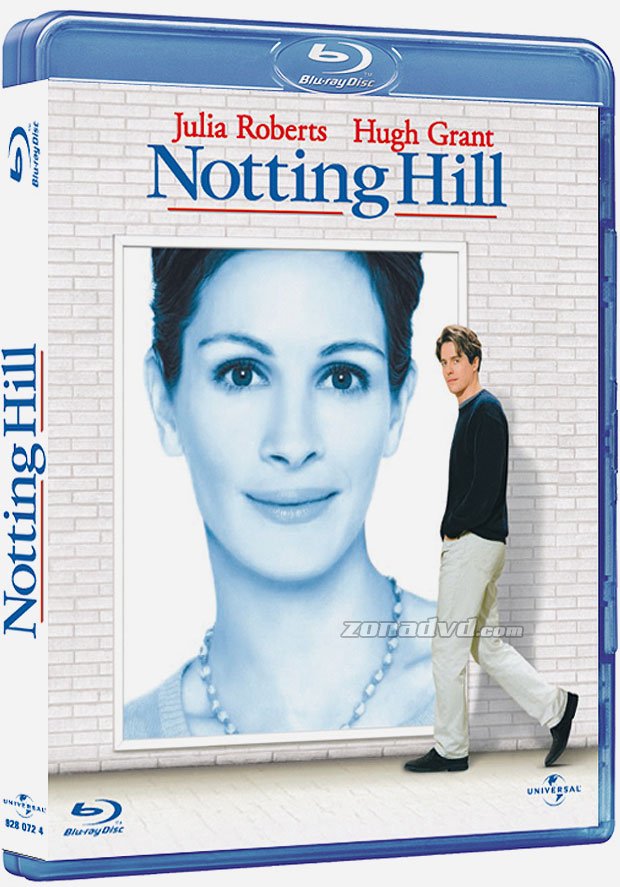 Blu-ray Disc
Julia Roberts Hugh Grant
Notting Hill
zonadvd.com
Blu-ray Disc
UNIVERSAL
Blu-ray Disc
Notting Hill
UNIVERSAL
828 072 4